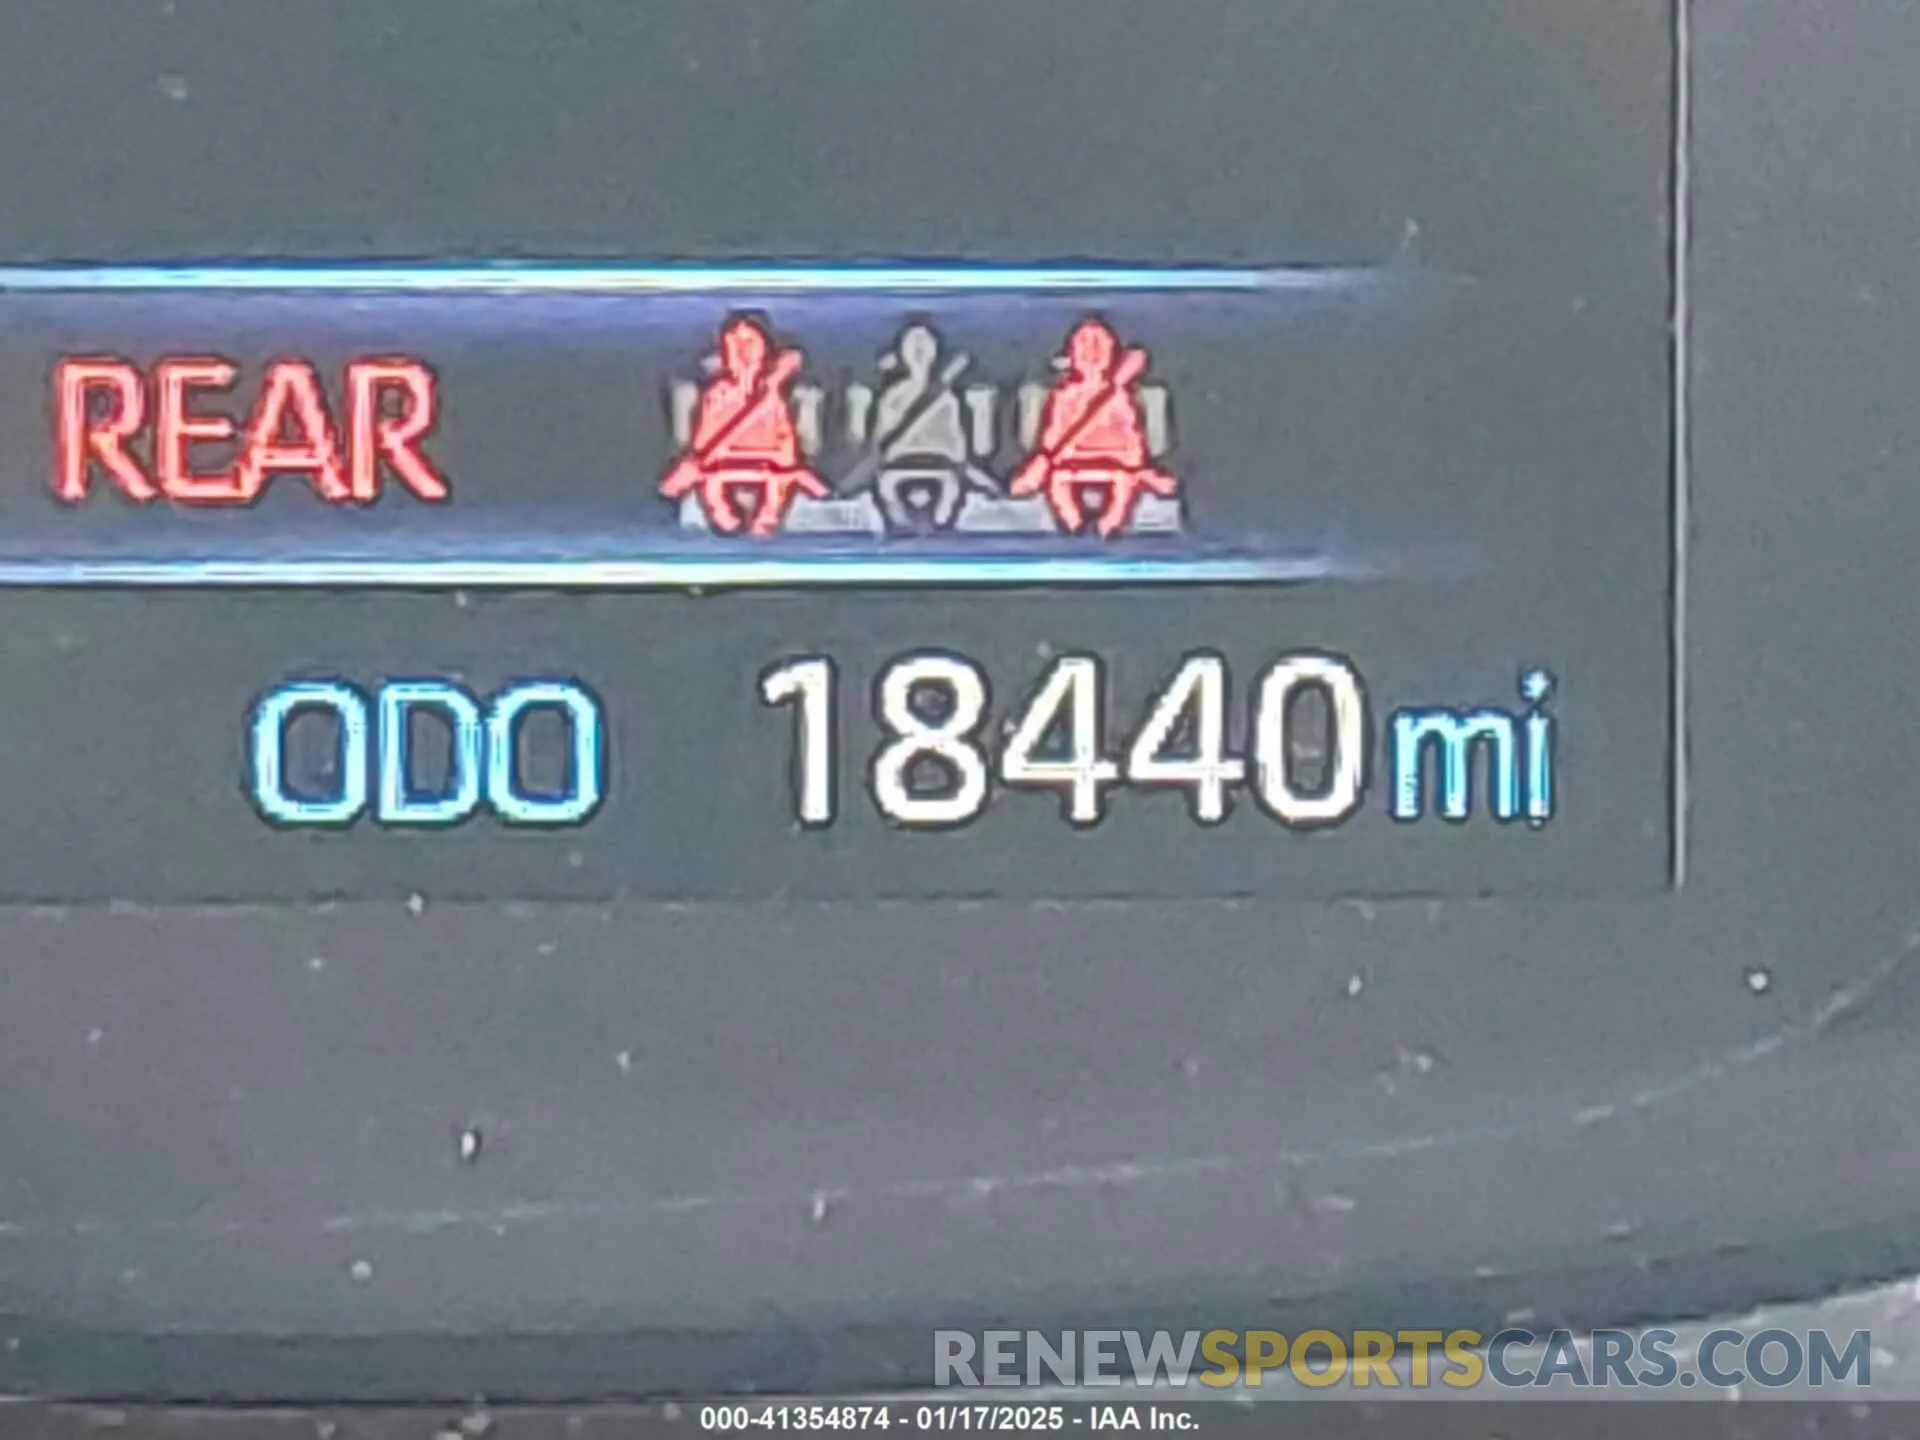 REAR
ODO 18440mi
RENEWSPORTSCARS.COM
000-41354874 - 01/17/2025 - IAA Inc.